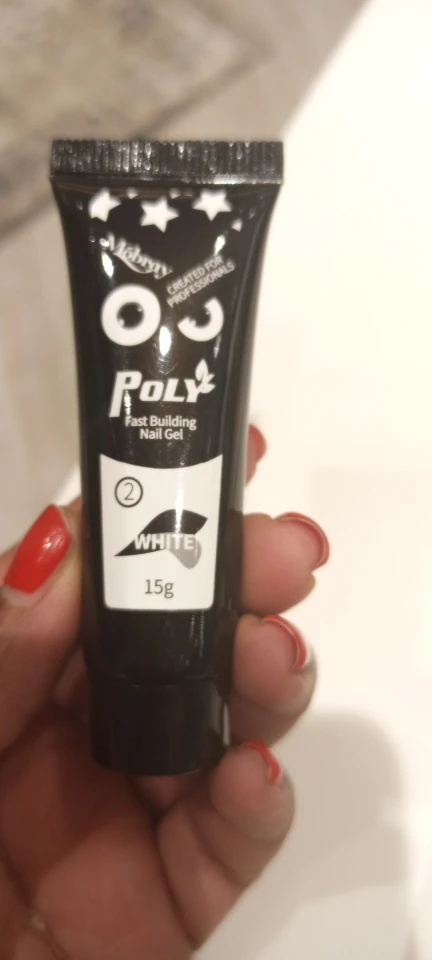 Mobray
CREATED FOR
PROFESSIONALS
POLY
Fast Building
Nail Gel
2
WHITE
15g